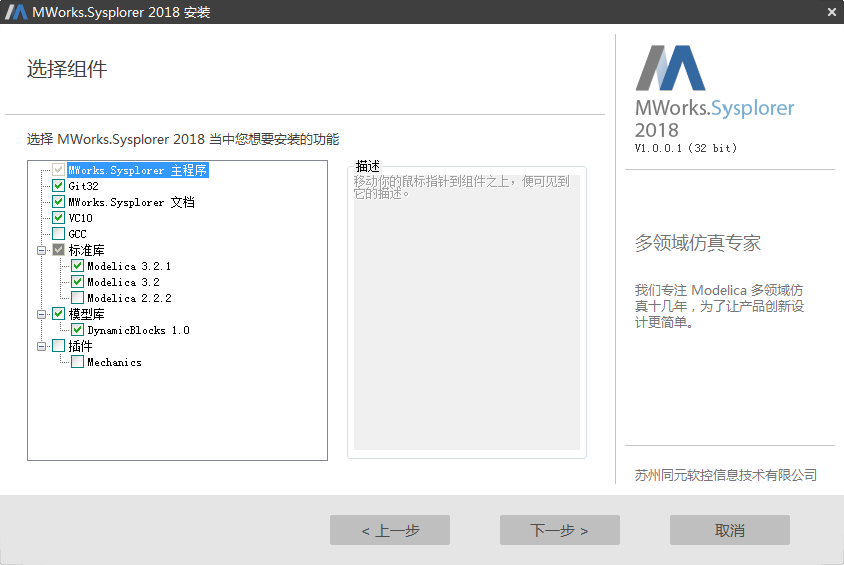 MWorks.Sysplorer 2018 安装
选择组件
选择 MWorks.Sysplorer 2018 当中您想要安装的功能
MWorks.Sysplorer 主程序
Git32
MWorks.Sysplorer 文档
VC10
GCC
标准库
Modelica 3.2.1
Modelica 3.2
Modelica 2.2.2
模型库
DynamicBlocks 1.0
插件
Mechanics
描述
移动你的鼠标指针到组件之上，便可见到
它的描述。
MWorks.Sysplorer
2018
V1.0.0.1 (32 bit)
多领域仿真专家
我们专注 Modelica 多领域仿
真十几年，为了让产品创新设
计更简单。
苏州同元软控信息技术有限公司
< 上一步
下一步 >
取消